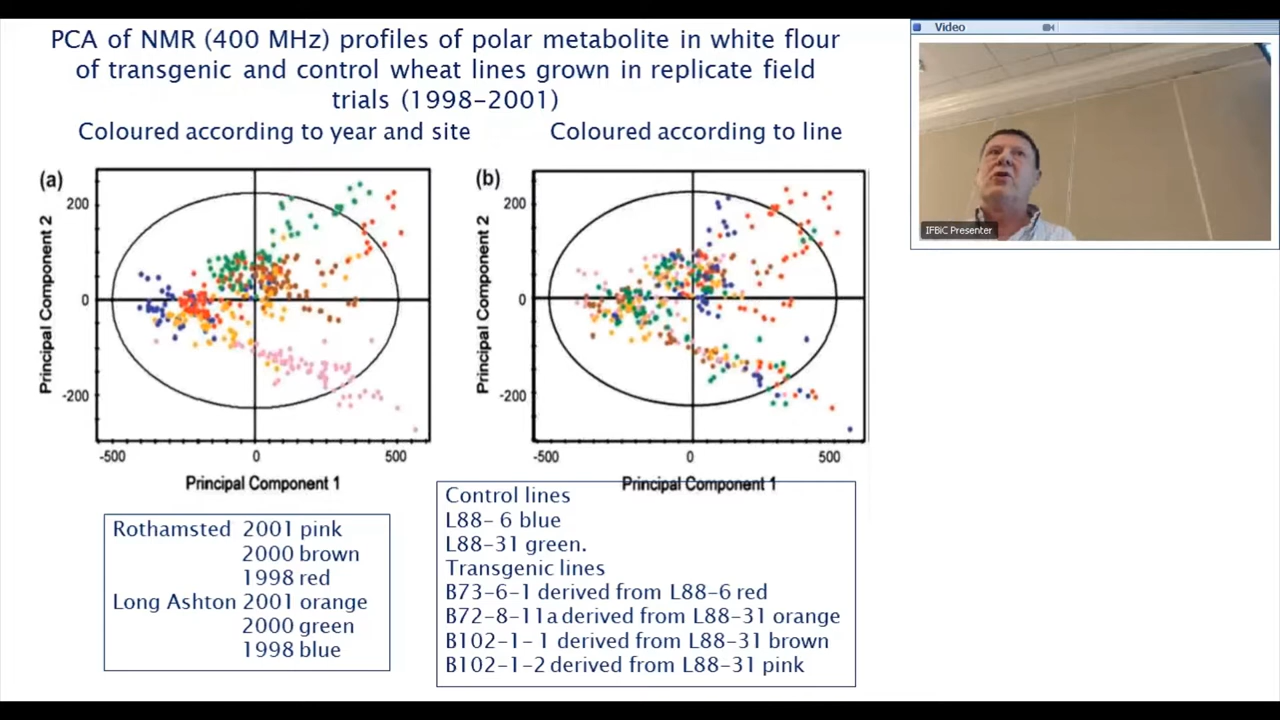 PCA of NMR (400 MHz) profiles of polar metabolite in white flour
of transgenic and control wheat lines grown in replicate field
trials (1998-2001)
Coloured according to year and site
Coloured according to line
(a)
200
0
-200
Principal Component 2
-500
0
500
Principal Component 1
(b)
200
0
-200
Principal Component 2
-500
0
500
Principal Component 1
Rothamsted 2001 pink
2000 brown
1998 red
Long Ashton 2001 orange
2000 green
1998 blue
Control lines
L88- 6 blue
L88-31 green.
Transgenic lines
B73-6-1 derived from L88-6 red
B72-8-11a derived from L88-31 orange
B102-1- 1 derived from L88-31 brown
B102-1-2 derived from L88-31 pink
Video
IFBiC Presenter